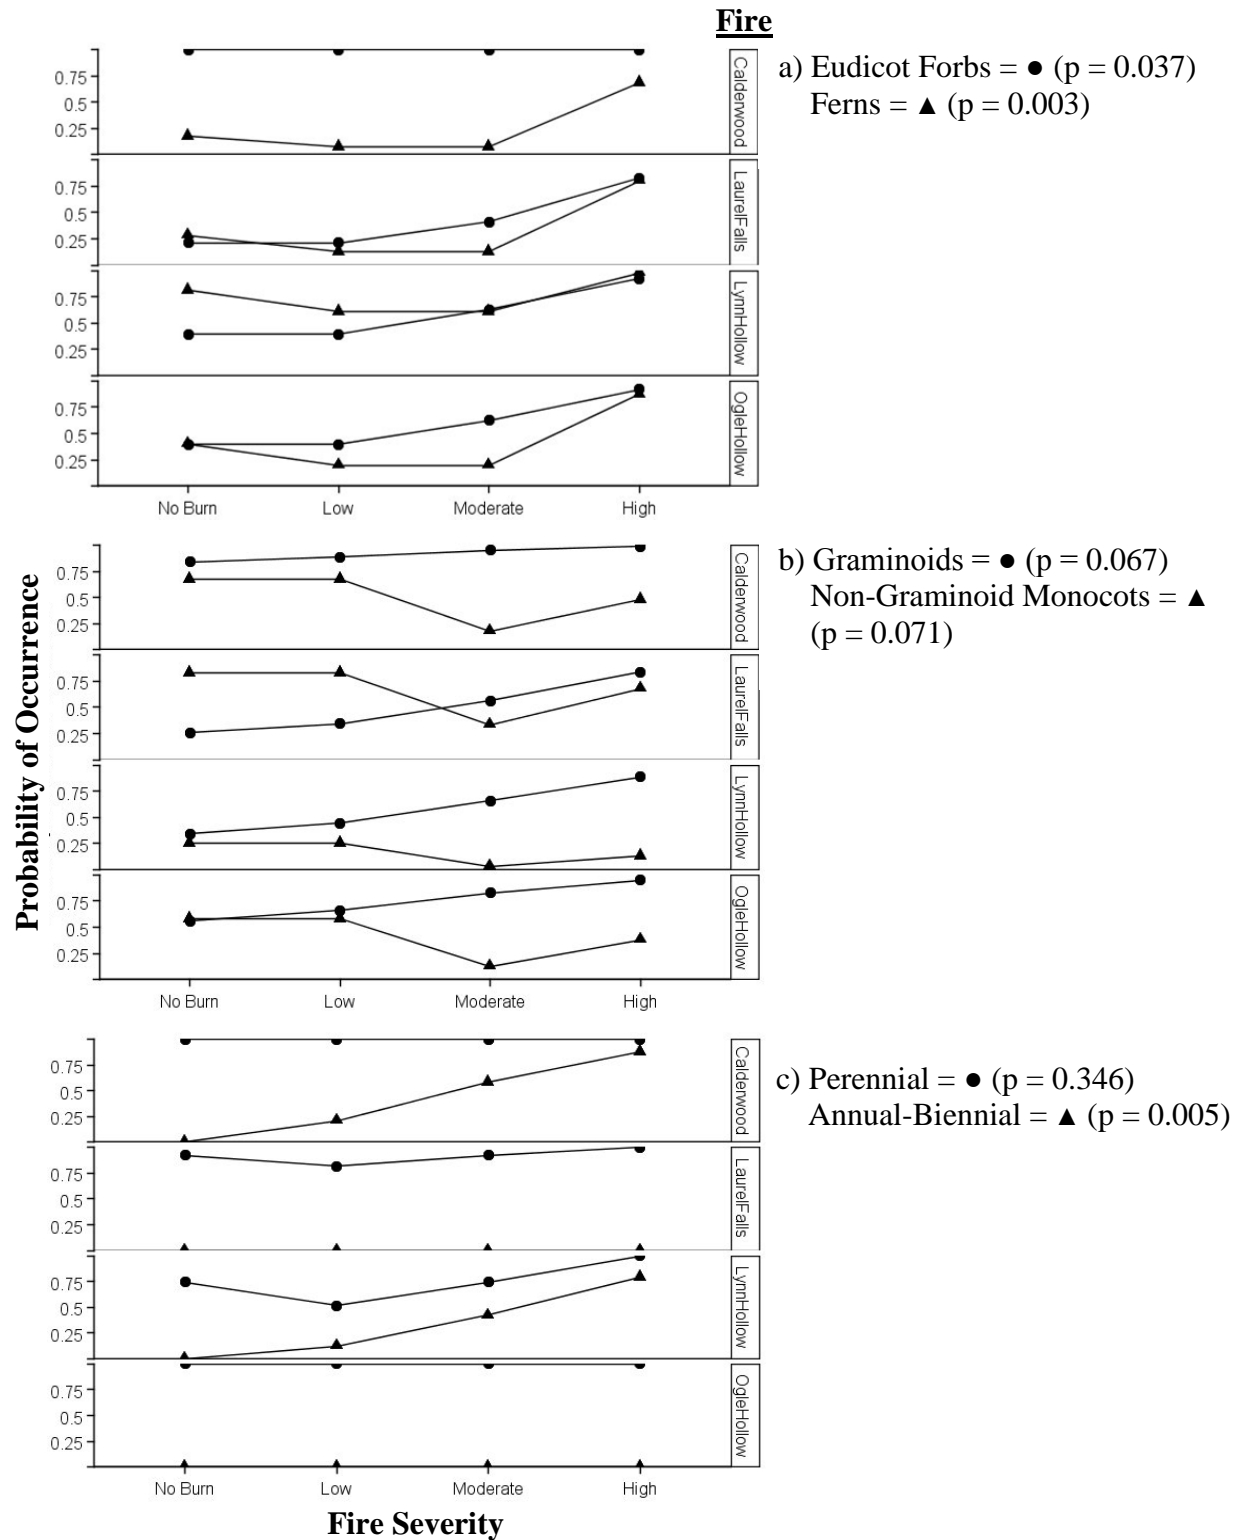 Fire
0.75
0.5
0.25
Calderwood
0.75
0.5
0.25
LaurelFalls
0.75
0.5
0.25
LynnHollow
0.75
0.5
0.25
OgleHollow
No Burn Low Moderate High
a) Eudicot Forbs = ● (p = 0.037)
Ferns = ▲ (p = 0.003)
Probability of Occurrence
0.75
0.5
0.25
Calderwood
0.75
0.5
0.25
LaurelFalls
0.75
0.5
0.25
LynnHollow
0.75
0.5
0.25
OgleHollow
No Burn Low Moderate High
b) Graminoids = ● (p = 0.067)
Non-Graminoid Monocots = ▲
(p = 0.071)
0.75
0.5
0.25
Calderwood
0.75
0.5
0.25
LaurelFalls
0.75
0.5
0.25
LynnHollow
0.75
0.5
0.25
OgleHollow
No Burn Low Moderate High
c) Perennial = ● (p = 0.346)
Annual-Biennial = ▲ (p = 0.005)
Fire Severity